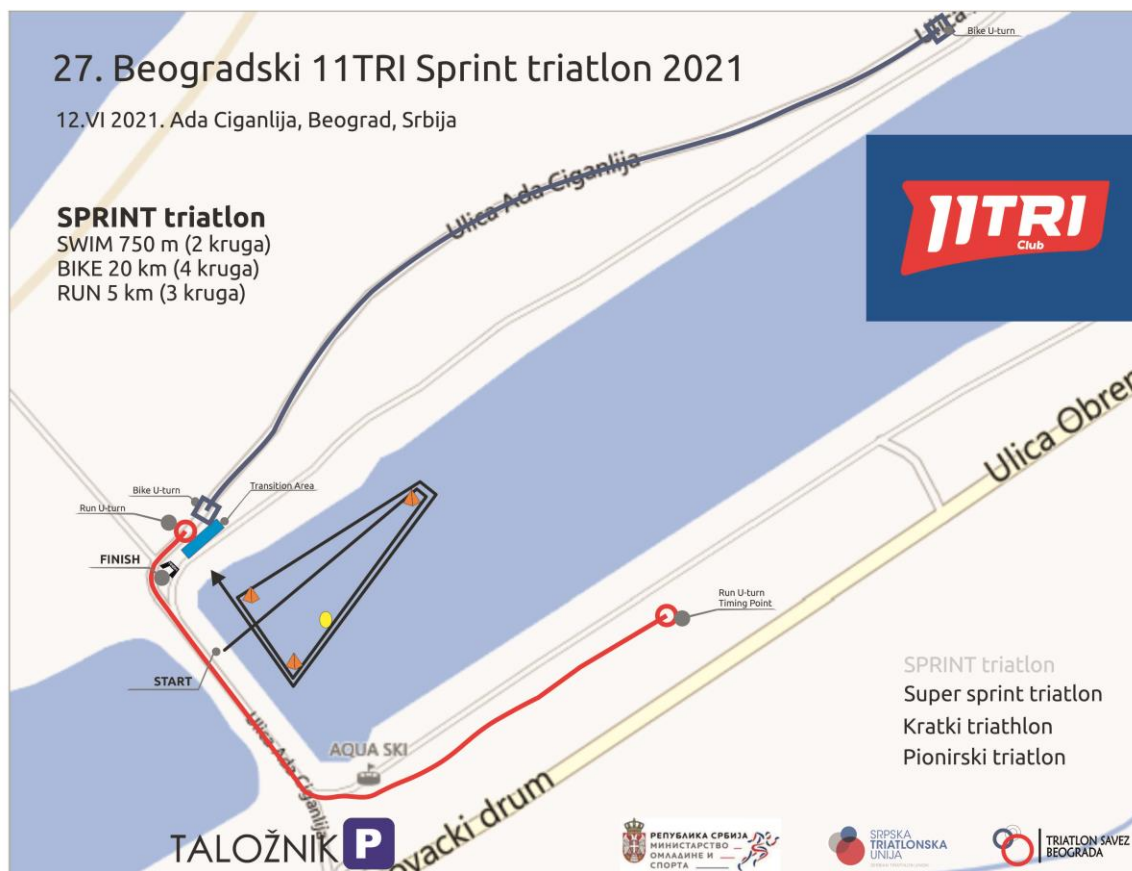 27. Beogradski 11TRI Sprint triatlon 2021
12.VI 2021. Ada Ciganlija, Beograd, Srbija
Bike U-turn
Ulica Ada Ciganlija
11TRI
Club
SPRINT triatlon
SWIM 750 m (2 kruga)
BIKE 20 km (4 kruga)
RUN 5 km (3 kruga)
Ulica Obren
Bike U-turn
Transition Area
Run U-turn
FINISH
Run U-turn
Timing Point
START
Ulica Ada Ciganlija
AQUA SKI
SPRINT triatlon
Super sprint triatlon
Kratki triathlon
Pionirski triatlon
TALOŽNIK P
ovacki drum
РЕПУБЛИКА СРБИЈА
МИНИСТАРСТВО
ОМЛАДИНЕ И
СПОРТА
SRPSKA
TRIATLONSKA
UNIJA
TRIATLON SAVEZ
BEOGRADA